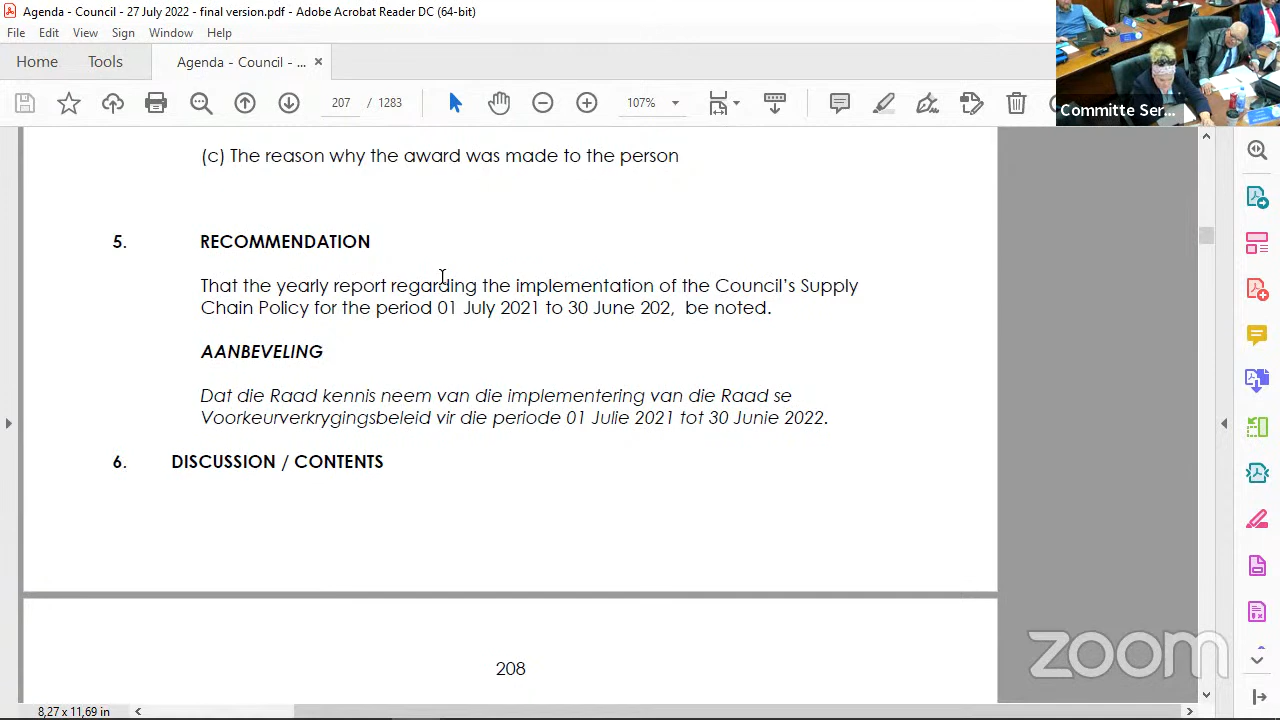 Agenda - Council - 27 July 2022 - final version.pdf - Adobe Acrobat Reader DC (64-bit)
File Edit View Sign Window Help
Home Tools Agenda - Council - ... ×
207 / 1283 107%
Committe Ser...
(c) The reason why the award was made to the person
5. RECOMMENDATION
That the yearly report regarding the implementation of the Council's Supply
Chain Policy for the period 01 July 2021 to 30 June 202, be noted.
AANBEVELING
Dat die Raad kennis neem van die implementering van die Raad se
Voorkeurverkrygingsbeleid vir die periode 01 Julie 2021 tot 30 Junie 2022.
6. DISCUSSION / CONTENTS
208
zoom
8,27 x 11,69 in